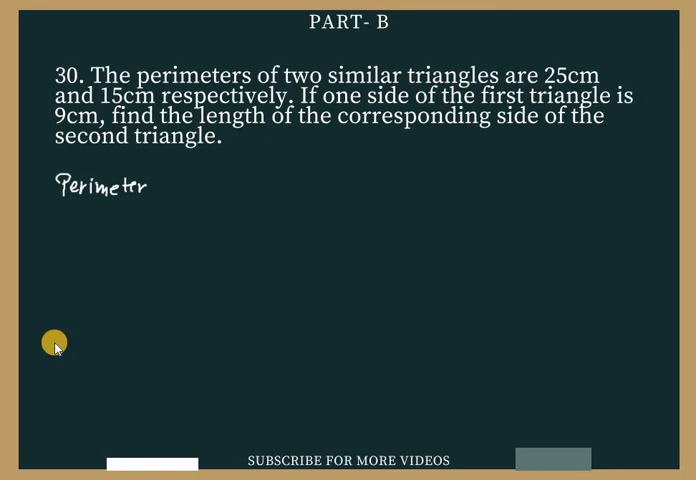 PART- B
30. The perimeters of two similar triangles are 25cm
and 15cm respectively. If one side of the first triangle is
9cm, find the length of the corresponding side of the
second triangle.
Perimeter
SUBSCRIBE FOR MORE VIDEOS